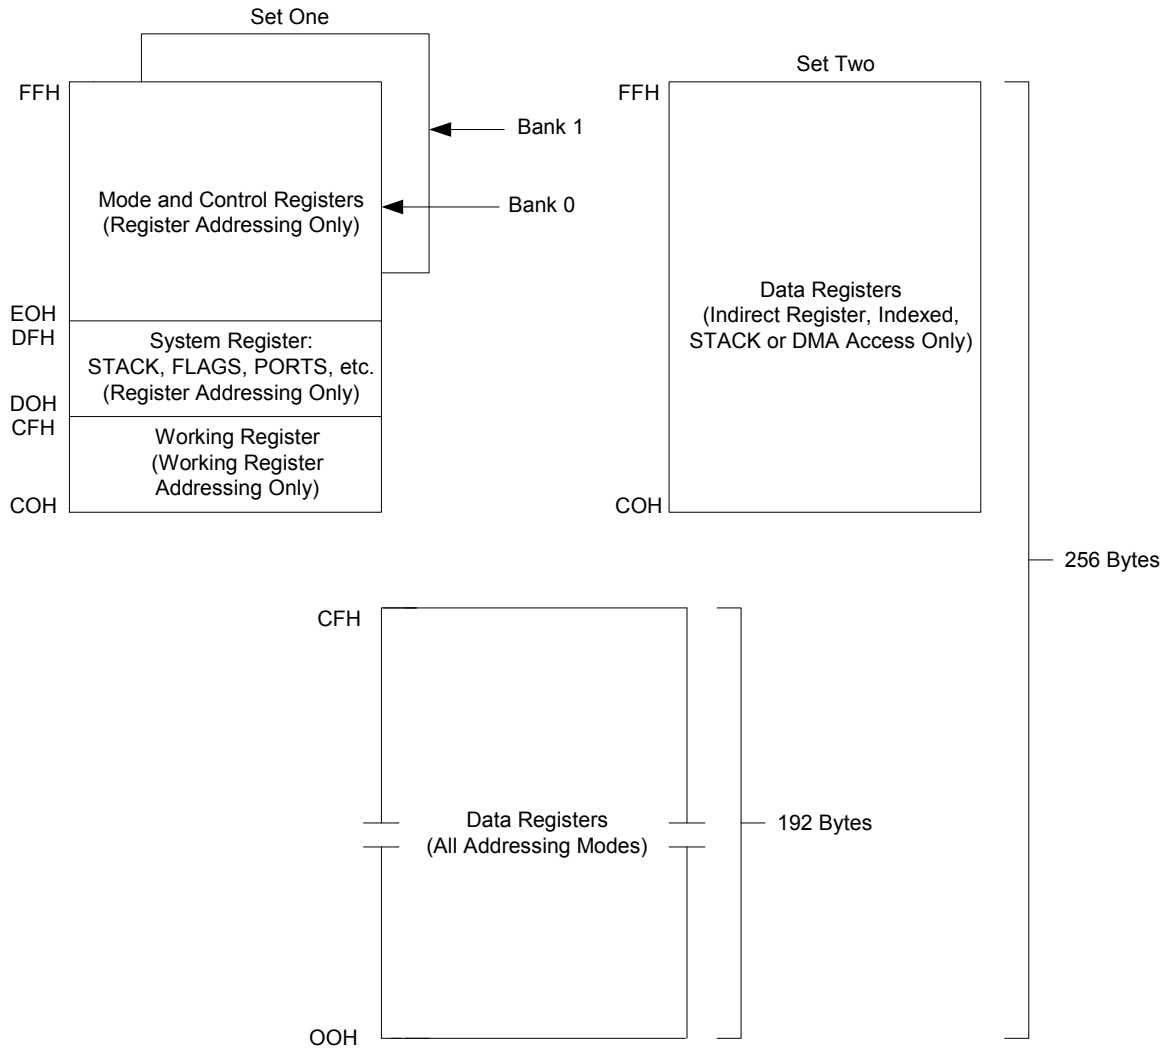 Set One
FFH
Bank 1
Mode and Control Registers
(Register Addressing Only)
Bank 0
EOH
DFH
System Register:
STACK, FLAGS, PORTS, etc.
(Register Addressing Only)
DOH
CFH
Working Register
(Working Register
Addressing Only)
COH
Set Two
FFH
Data Registers
(Indirect Register, Indexed,
STACK or DMA Access Only)
COH
256 Bytes
CFH
Data Registers
(All Addressing Modes)
192 Bytes
OOH